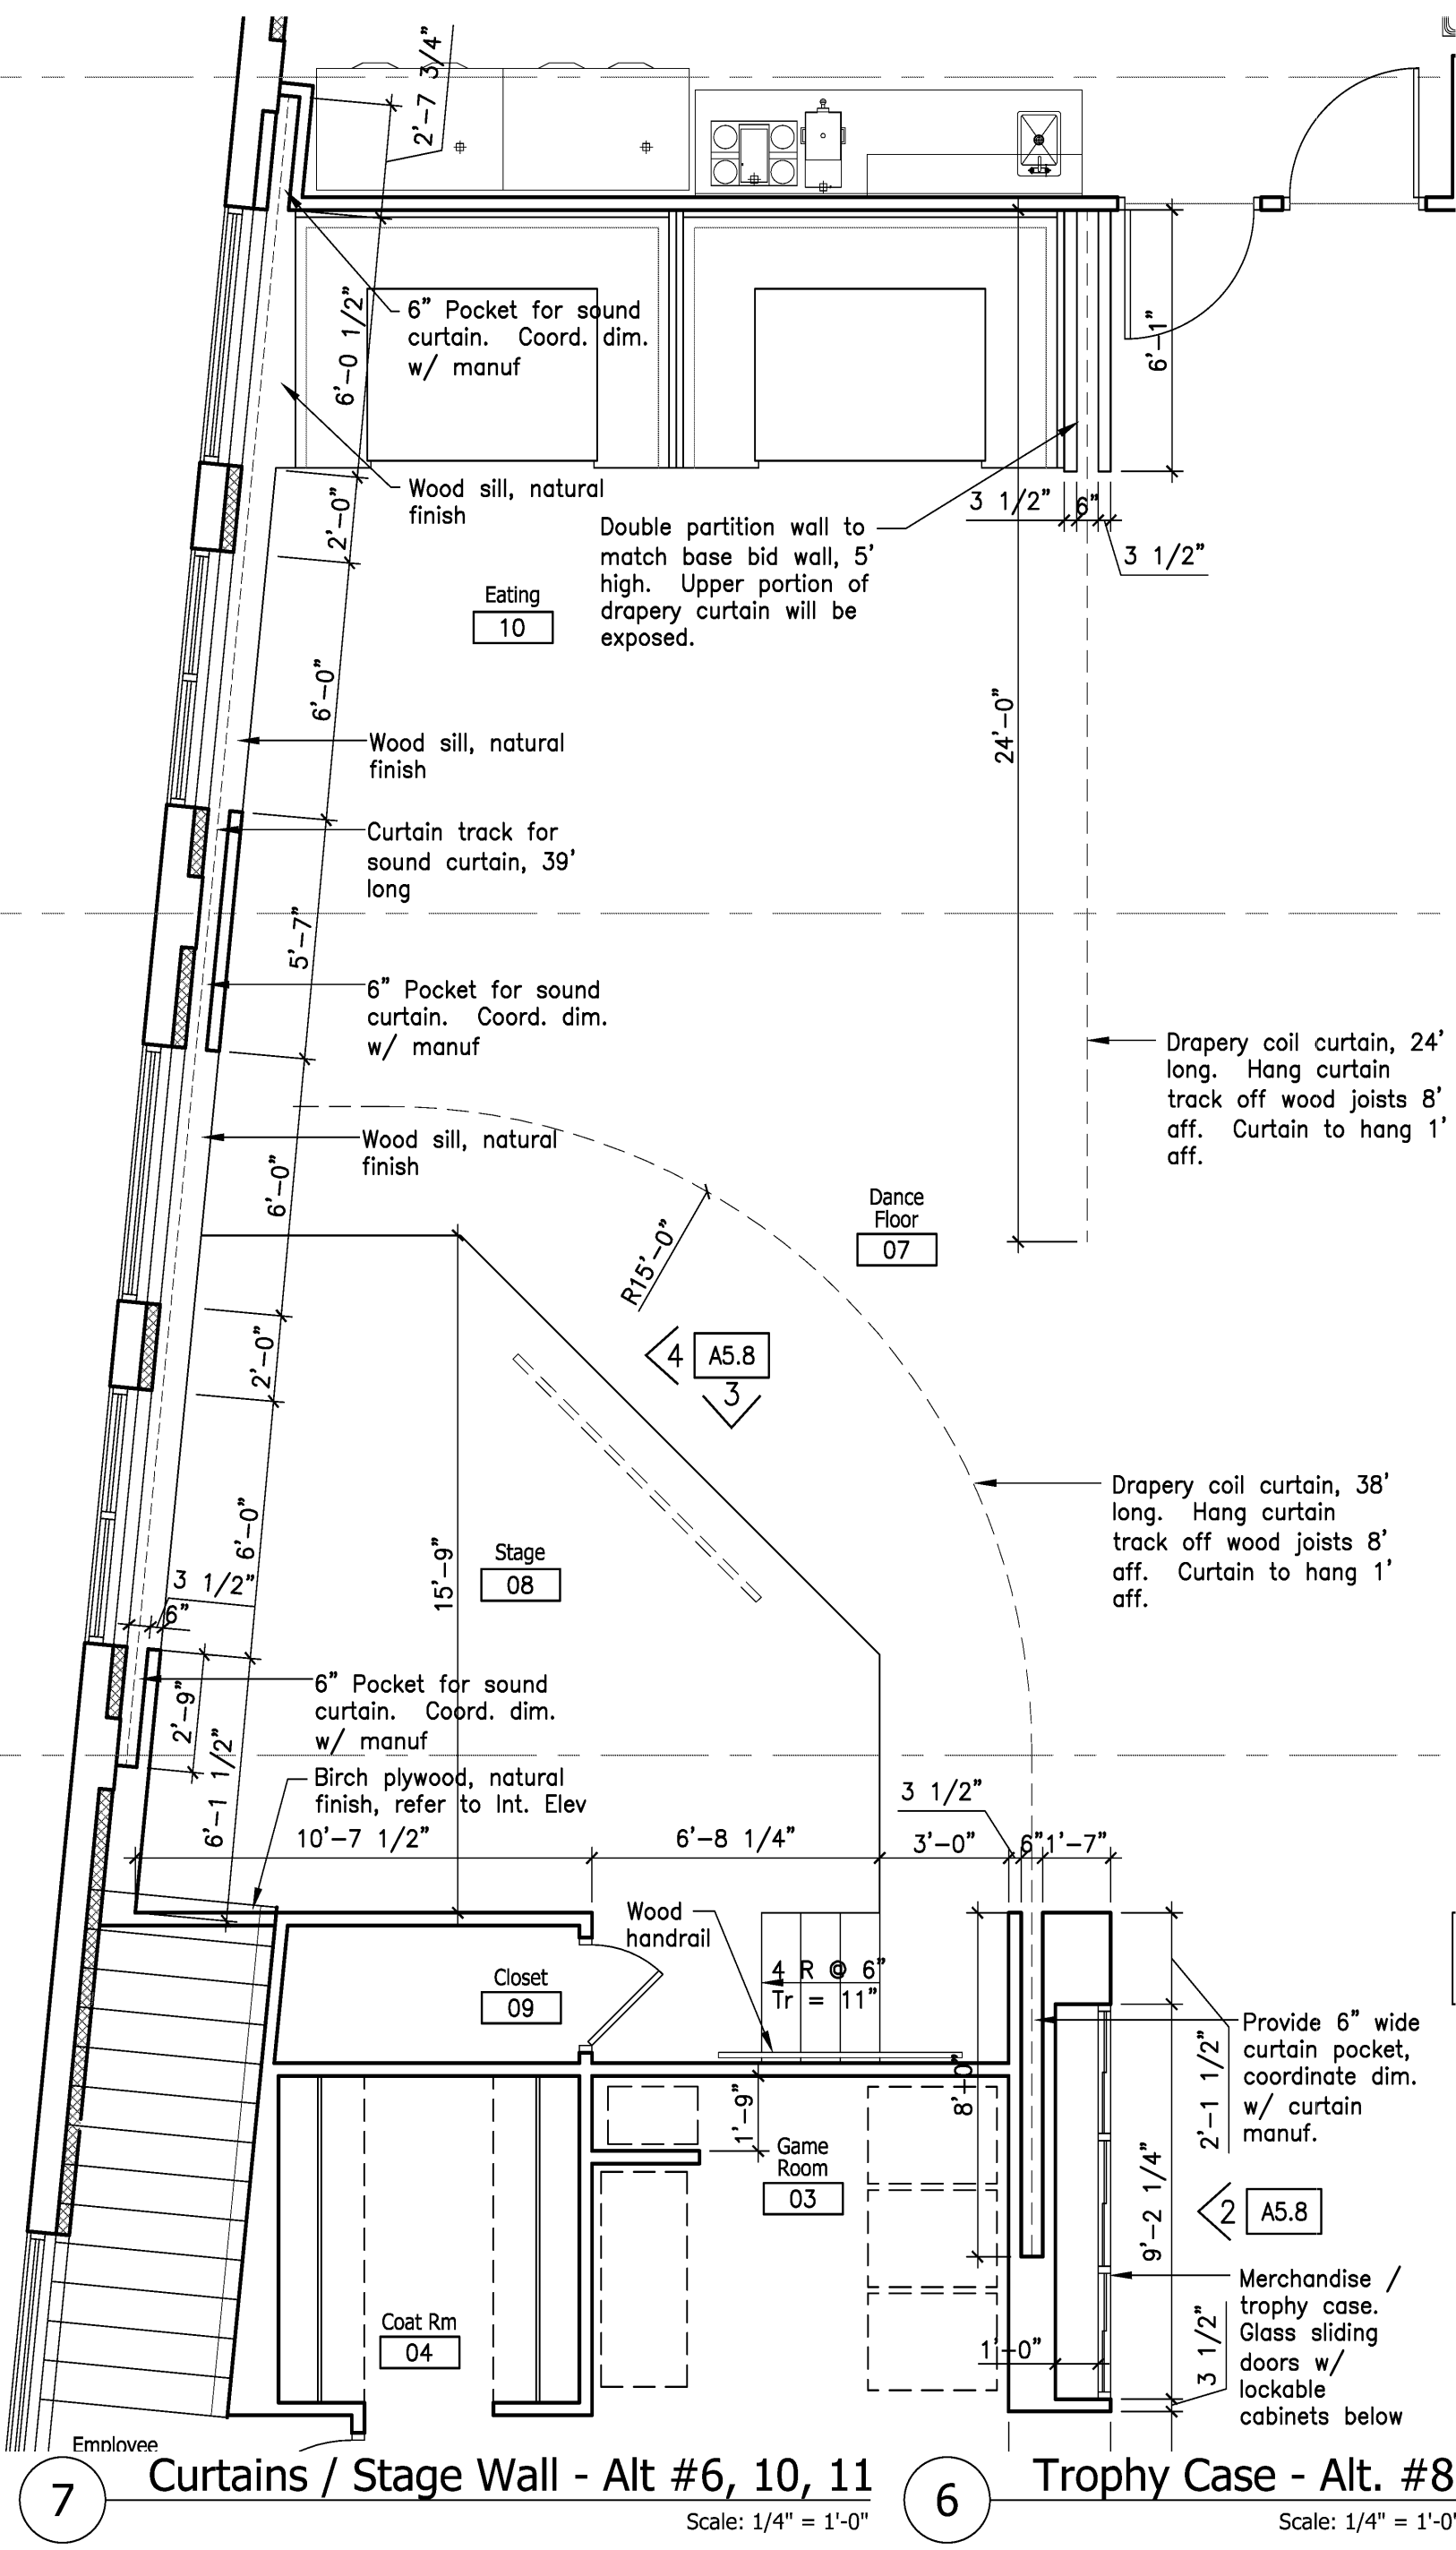 2'-7 3/4"
6" Pocket for sound
curtain. Coord. dim.
w/ manuf
6'-0 1/2"
6'-1"
Wood sill, natural
finish
2'-0"
3 1/2"
6"
3 1/2"
Double partition wall to
match base bid wall, 5'
high. Upper portion of
drapery curtain will be
exposed.
Eating
10
6'-0"
24'-0"
Wood sill, natural
finish
Curtain track for
sound curtain, 39'
long
5'-7"
6" Pocket for sound
curtain. Coord. dim.
w/ manuf
Drapery coil curtain, 24'
long. Hang curtain
track off wood joists 8'
aff. Curtain to hang 1'
aff.
Wood sill, natural
finish
6'-0"
Dance
Floor
07
R15'-0"
2'-0"
4
A5.8
3
Drapery coil curtain, 38'
long. Hang curtain
track off wood joists 8'
aff. Curtain to hang 1'
aff.
6'-0"
15'-9"
Stage
08
3 1/2"
6"
6" Pocket for sound
curtain. Coord. dim.
w/ manuf
2'-9"
6'-1 1/2"
Birch plywood, natural
finish, refer to Int. Elev
3 1/2"
10'-7 1/2"
6'-8 1/4"
3'-0"
6"
1'-7"
Wood
handrail
4 R @ 6"
Tr = 11"
Closet
09
Provide 6" wide
curtain pocket,
coordinate dim.
w/ curtain
manuf.
2'-1 1/2"
8'-0"
1'-9"
Game
Room
03
9'-2 1/4"
2
A5.8
Merchandise /
trophy case.
Glass sliding
doors w/
lockable
cabinets below
1'-0"
3 1/2"
Coat Rm
04
Employee
7
Curtains / Stage Wall - Alt #6, 10, 11
Scale: 1/4" = 1'-0"
6
Trophy Case - Alt. #8
Scale: 1/4" = 1'-0"